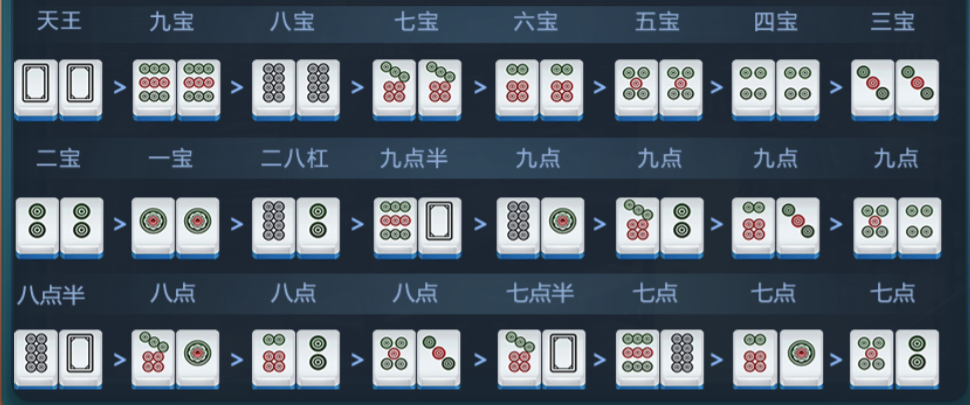 天王 九宝 八宝 七宝 六宝 五宝 四宝 三宝
> > > > > > >
二宝 一宝 二八杠 九点半 九点 九点 九点 九点
> > > > > > >
八点半 八点 八点 八点 七点半 七点 七点 七点
> > > > > > >